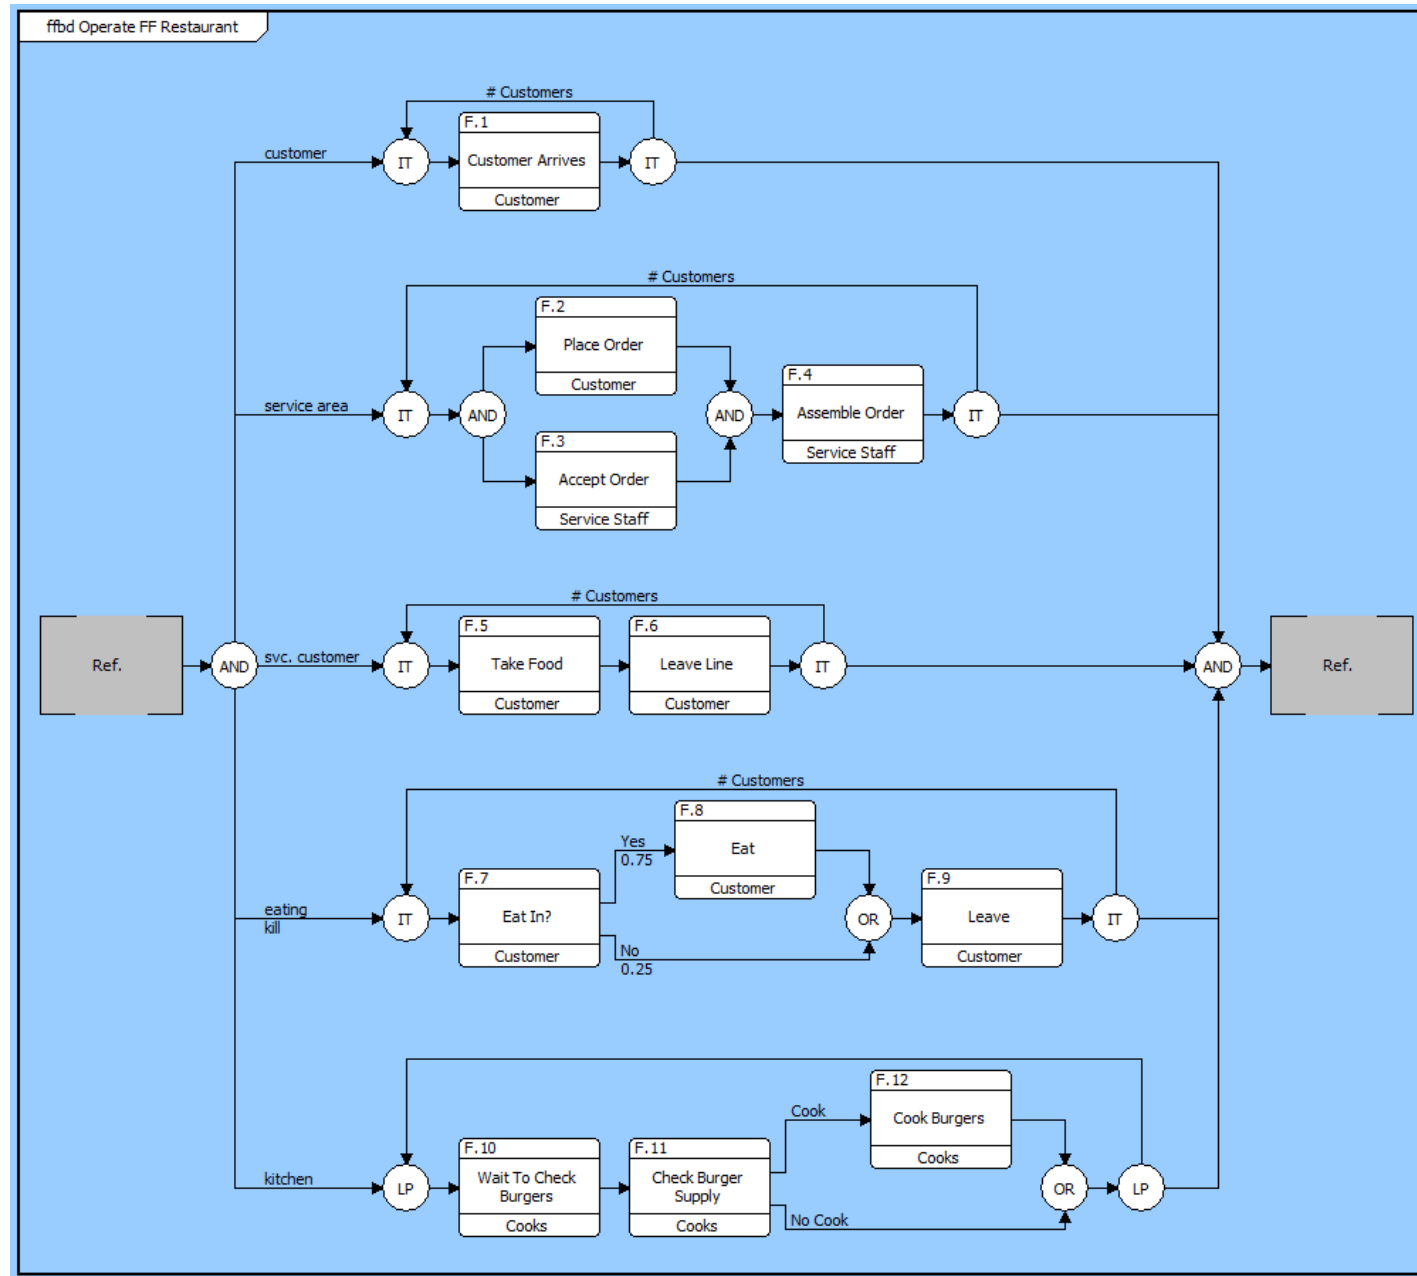 ffbd Operate FF Restaurant
# Customers
F.1
customer
IT
Customer Arrives
IT
Customer
# Customers
F.2
Place Order
Customer
F.4
service area
IT
AND
AND
Assemble Order
IT
F.3
Service Staff
Accept Order
Service Staff
# Customers
F.5
F.6
Ref.
AND
svc. customer
IT
Take Food
Leave Line
IT
AND
Ref.
Customer
Customer
# Customers
F.8
Yes
0.75
Eat
F.7
Customer
F.9
eating
kill
IT
Eat In?
OR
Leave
IT
No
0.25
Customer
Customer
F.12
Cook
Cook Burgers
F.10
F.11
Cooks
kitchen
LP
Wait To Check
Burgers
Check Burger
Supply
OR
LP
No Cook
Cooks
Cooks